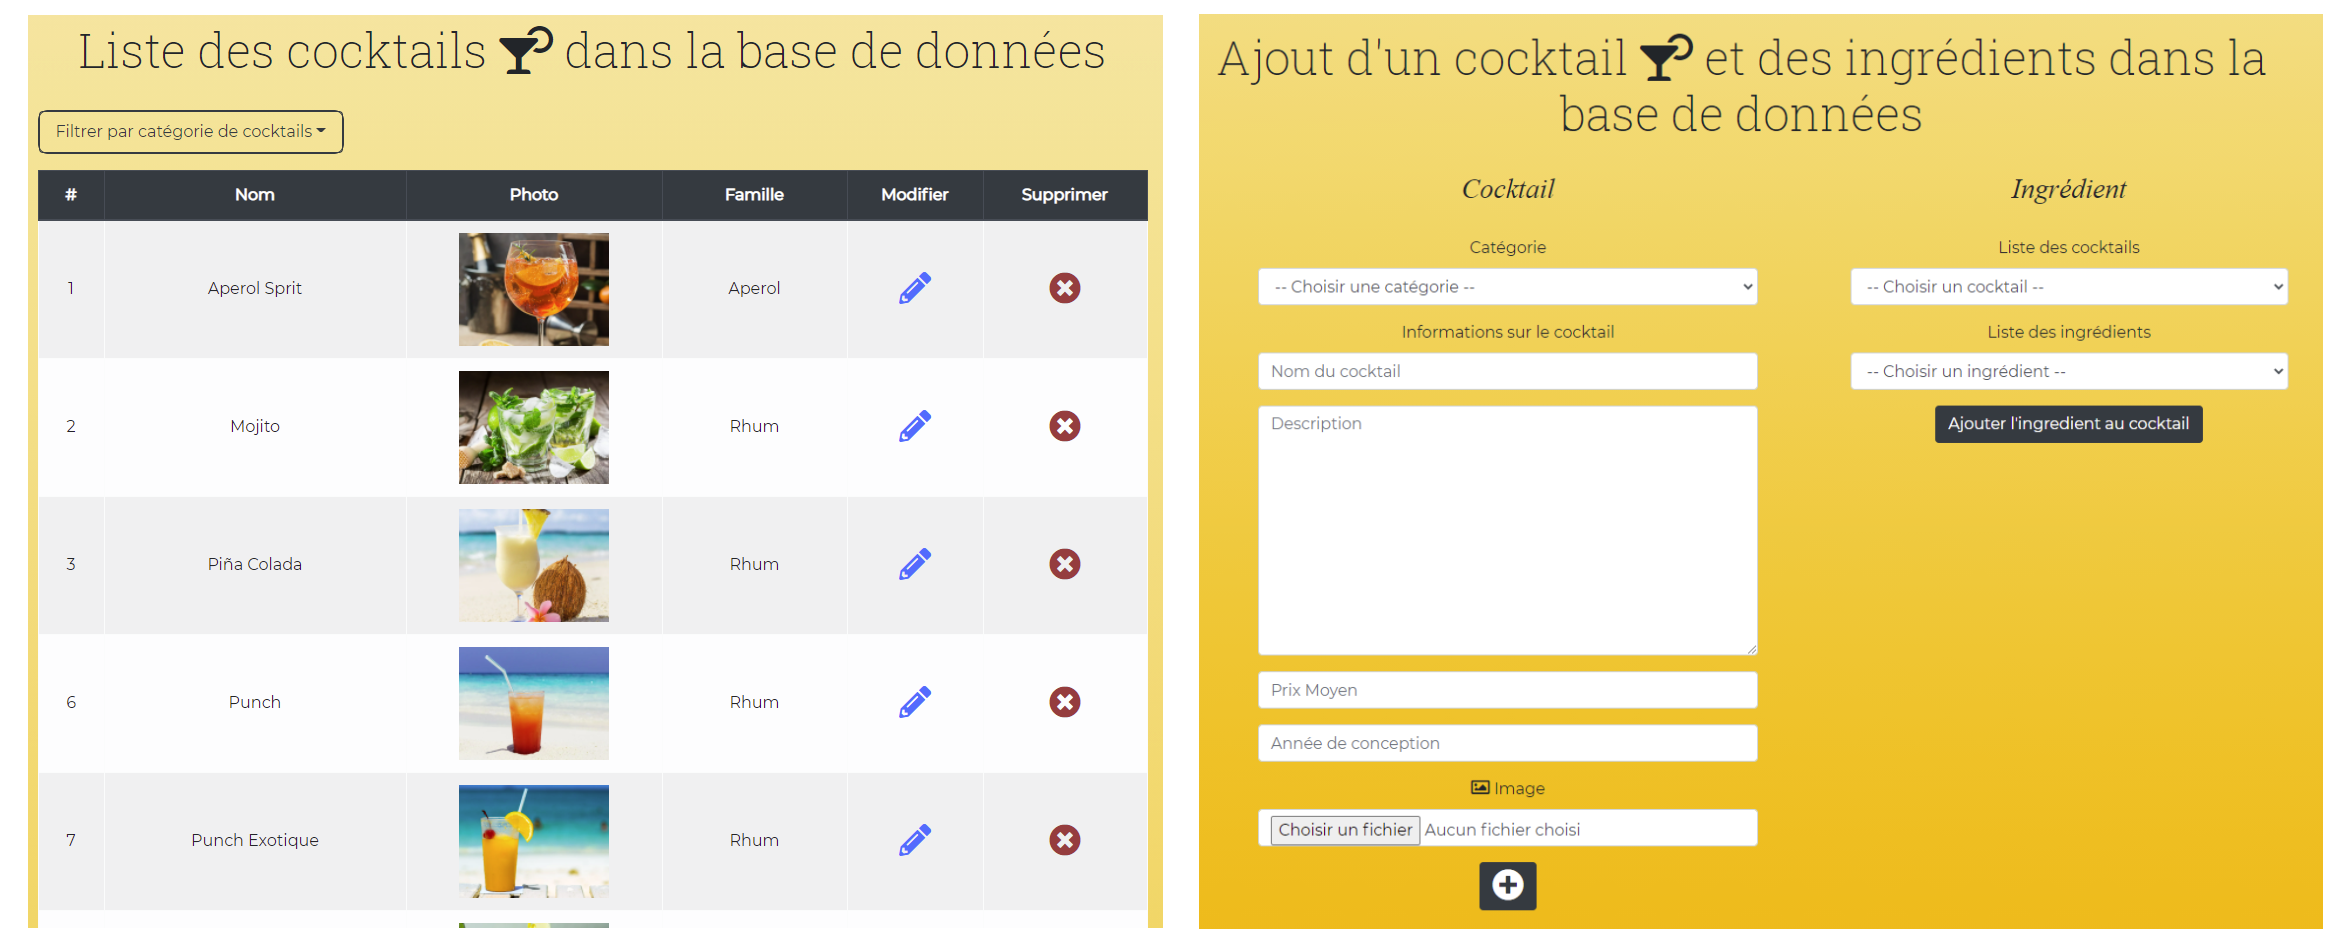 Liste des cocktails dans la base de données
Filtrer par catégorie de cocktails
# Nom Photo Famille Modifier Supprimer
1 Aperol Sprit Aperol
2 Mojito Rhum
3 Piña Colada Rhum
6 Punch Rhum
7 Punch Exotique Rhum
Ajout d'un cocktail et des ingrédients dans la
base de données
Cocktail
Catégorie
-- Choisir une catégorie --
Informations sur le cocktail
Nom du cocktail
Description
Prix Moyen
Année de conception
Image
Choisir un fichier Aucun fichier choisi
Ingrédient
Liste des cocktails
-- Choisir un cocktail --
Liste des ingrédients
-- Choisir un ingrédient --
Ajouter l'ingredient au cocktail